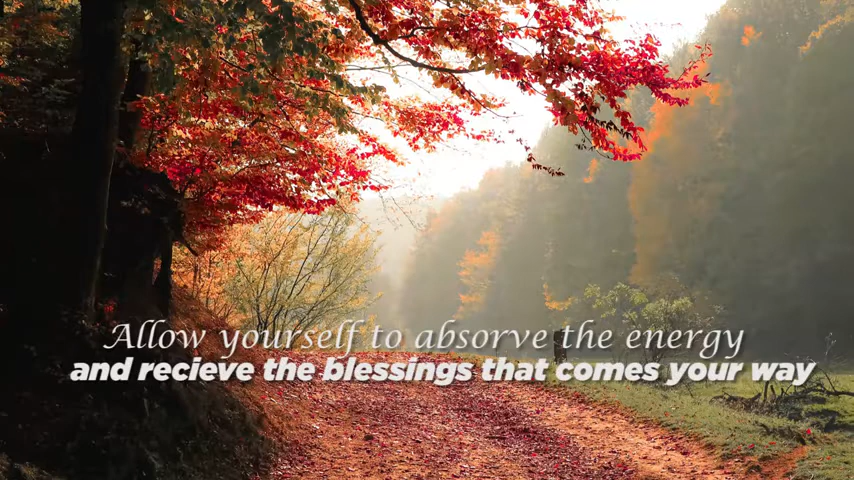 Allow yourself to absorve the energy
and recieve the blessings that comes your way